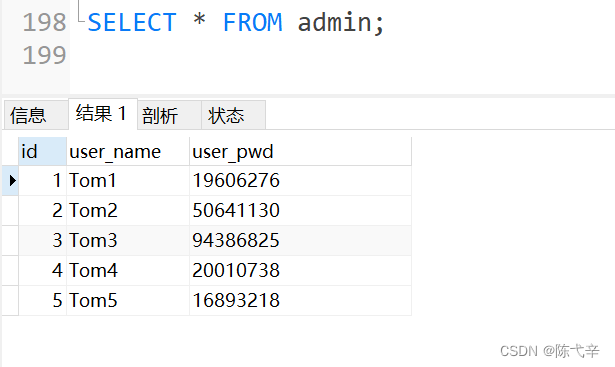 198 SELECT * FROM admin;
199
信息 结果 1 剖析 状态
id user_name user_pwd
1 Tom1 19606276
2 Tom2 50641130
3 Tom3 94386825
4 Tom4 20010738
5 Tom5 16893218
CSDN @陈弋辛